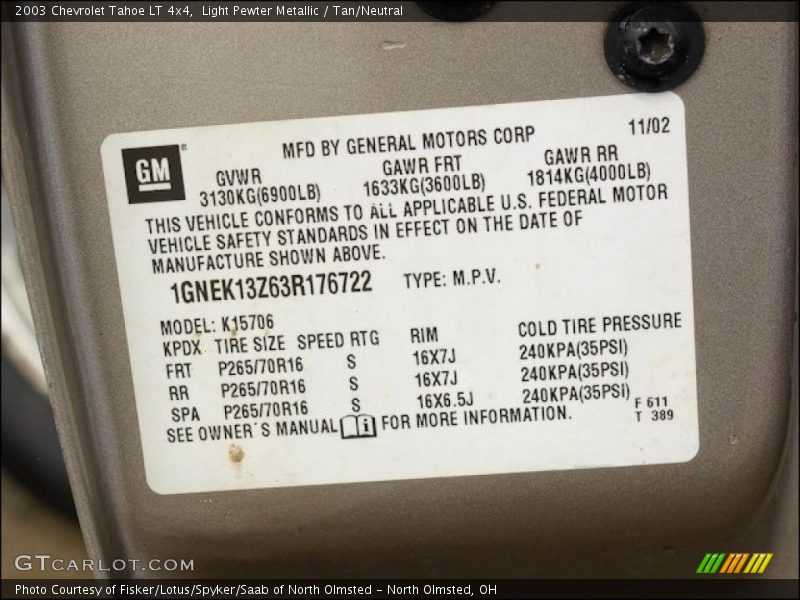 2003 Chevrolet Tahoe LT 4x4,  Light Pewter Metallic / Tan/Neutral
MFD BY GENERAL MOTORS CORP 11/02
GM
GVWR GAWR FRT GAWR RR
3130KG(6900LB) 1633KG(3600LB) 1814KG(4000LB)
THIS VEHICLE CONFORMS TO ALL APPLICABLE U.S. FEDERAL MOTOR
VEHICLE SAFETY STANDARDS IN EFFECT ON THE DATE OF
MANUFACTURE SHOWN ABOVE.
1GNEK13Z63R176722 TYPE: M.P.V.
MODEL: K15706
KPDX TIRE SIZE SPEED RTG RIM COLD TIRE PRESSURE
FRT P265/70R16 S 16X7J 240KPA(35PSI)
RR P265/70R16 S 16X7J 240KPA(35PSI)
SPA P265/70R16 S 16X6.5J 240KPA(35PSI)
SEE OWNER'S MANUAL FOR MORE INFORMATION.
F 611
T 389
GTCARLOT.COM
Photo Courtesy of Fisker/Lotus/Spyker/Saab of North Olmsted - North Olmsted, OH